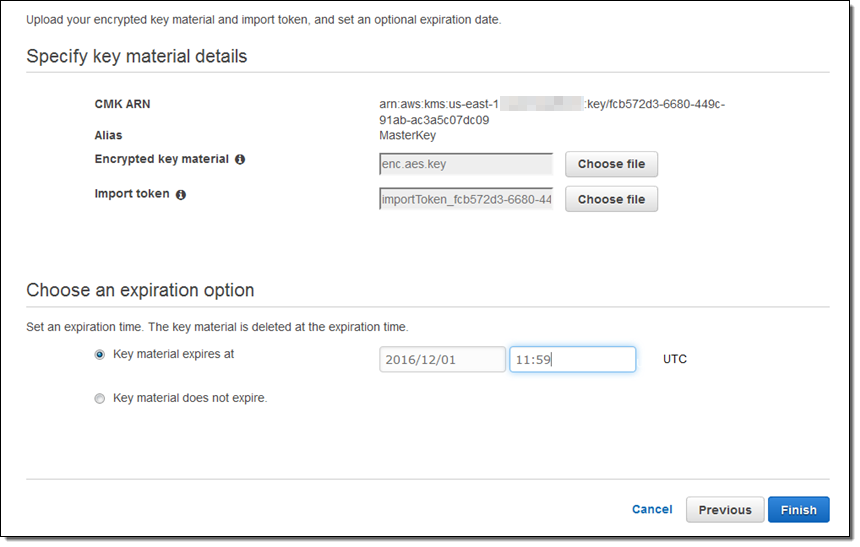 Upload your encrypted key material and import token, and set an optional expiration date.
Specify key material details
CMK ARN arn:aws:kms:us-east-1 :key/fcb572d3-6680-449c-
91ab-ac3a5c07dc09
Alias MasterKey
Encrypted key material enc.aes.key Choose file
Import token importToken_fcb572d3-6680-44 Choose file
Choose an expiration option
Set an expiration time. The key material is deleted at the expiration time.
Key material expires at 2016/12/01 11:59 UTC
Key material does not expire.
Cancel Previous Finish